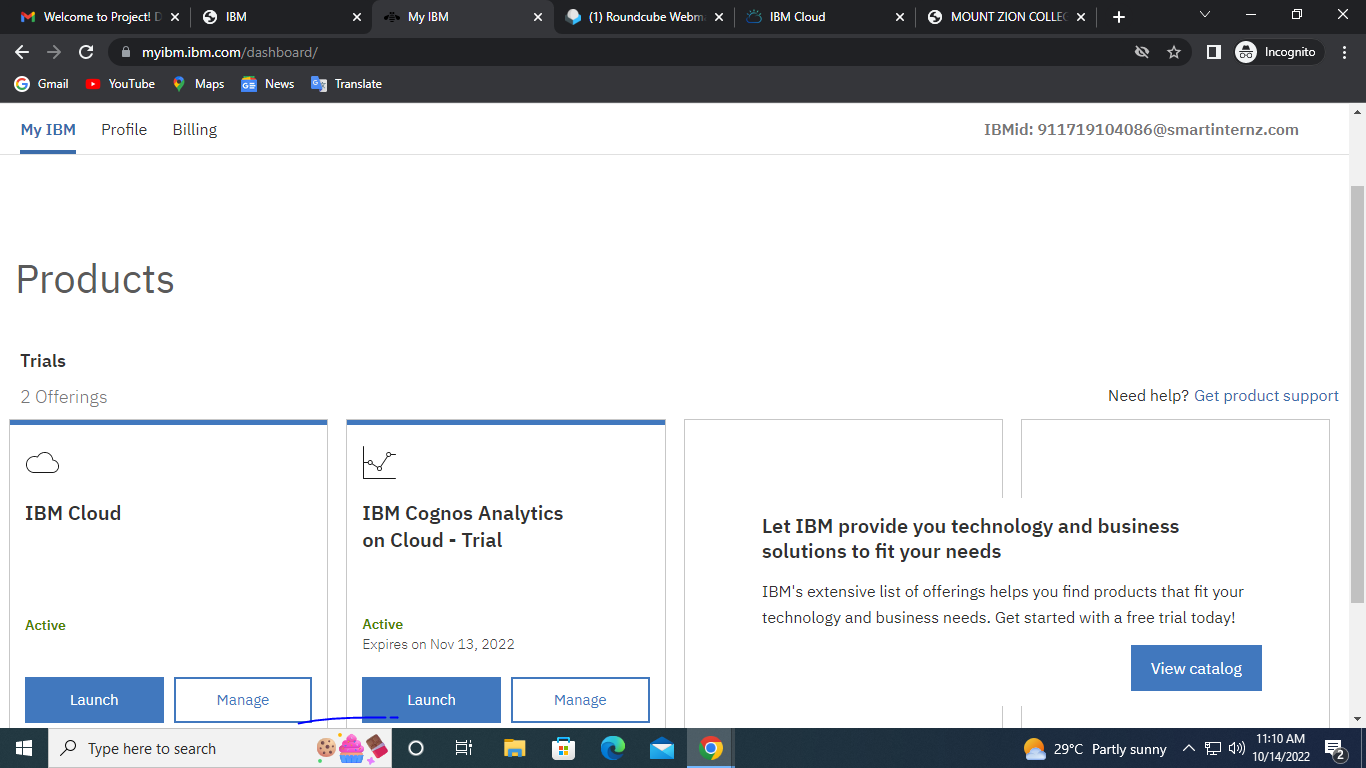 Welcome to Project! D
IBM
My IBM
(1) Roundcube Webma
IBM Cloud
MOUNT ZION COLLEG
myibm.ibm.com/dashboard/
Incognito
Gmail
YouTube
Maps
News
Translate
My IBM
Profile
Billing
IBMid: 911719104086@smartinternz.com
Products
Trials
2 Offerings
Need help? Get product support
IBM Cloud
Active
Launch
Manage
IBM Cognos Analytics
on Cloud - Trial
Active
Expires on Nov 13, 2022
Launch
Manage
Let IBM provide you technology and business
solutions to fit your needs
IBM's extensive list of offerings helps you find products that fit your
technology and business needs. Get started with a free trial today!
View catalog
Type here to search
29°C Partly sunny
11:10 AM
10/14/2022
2